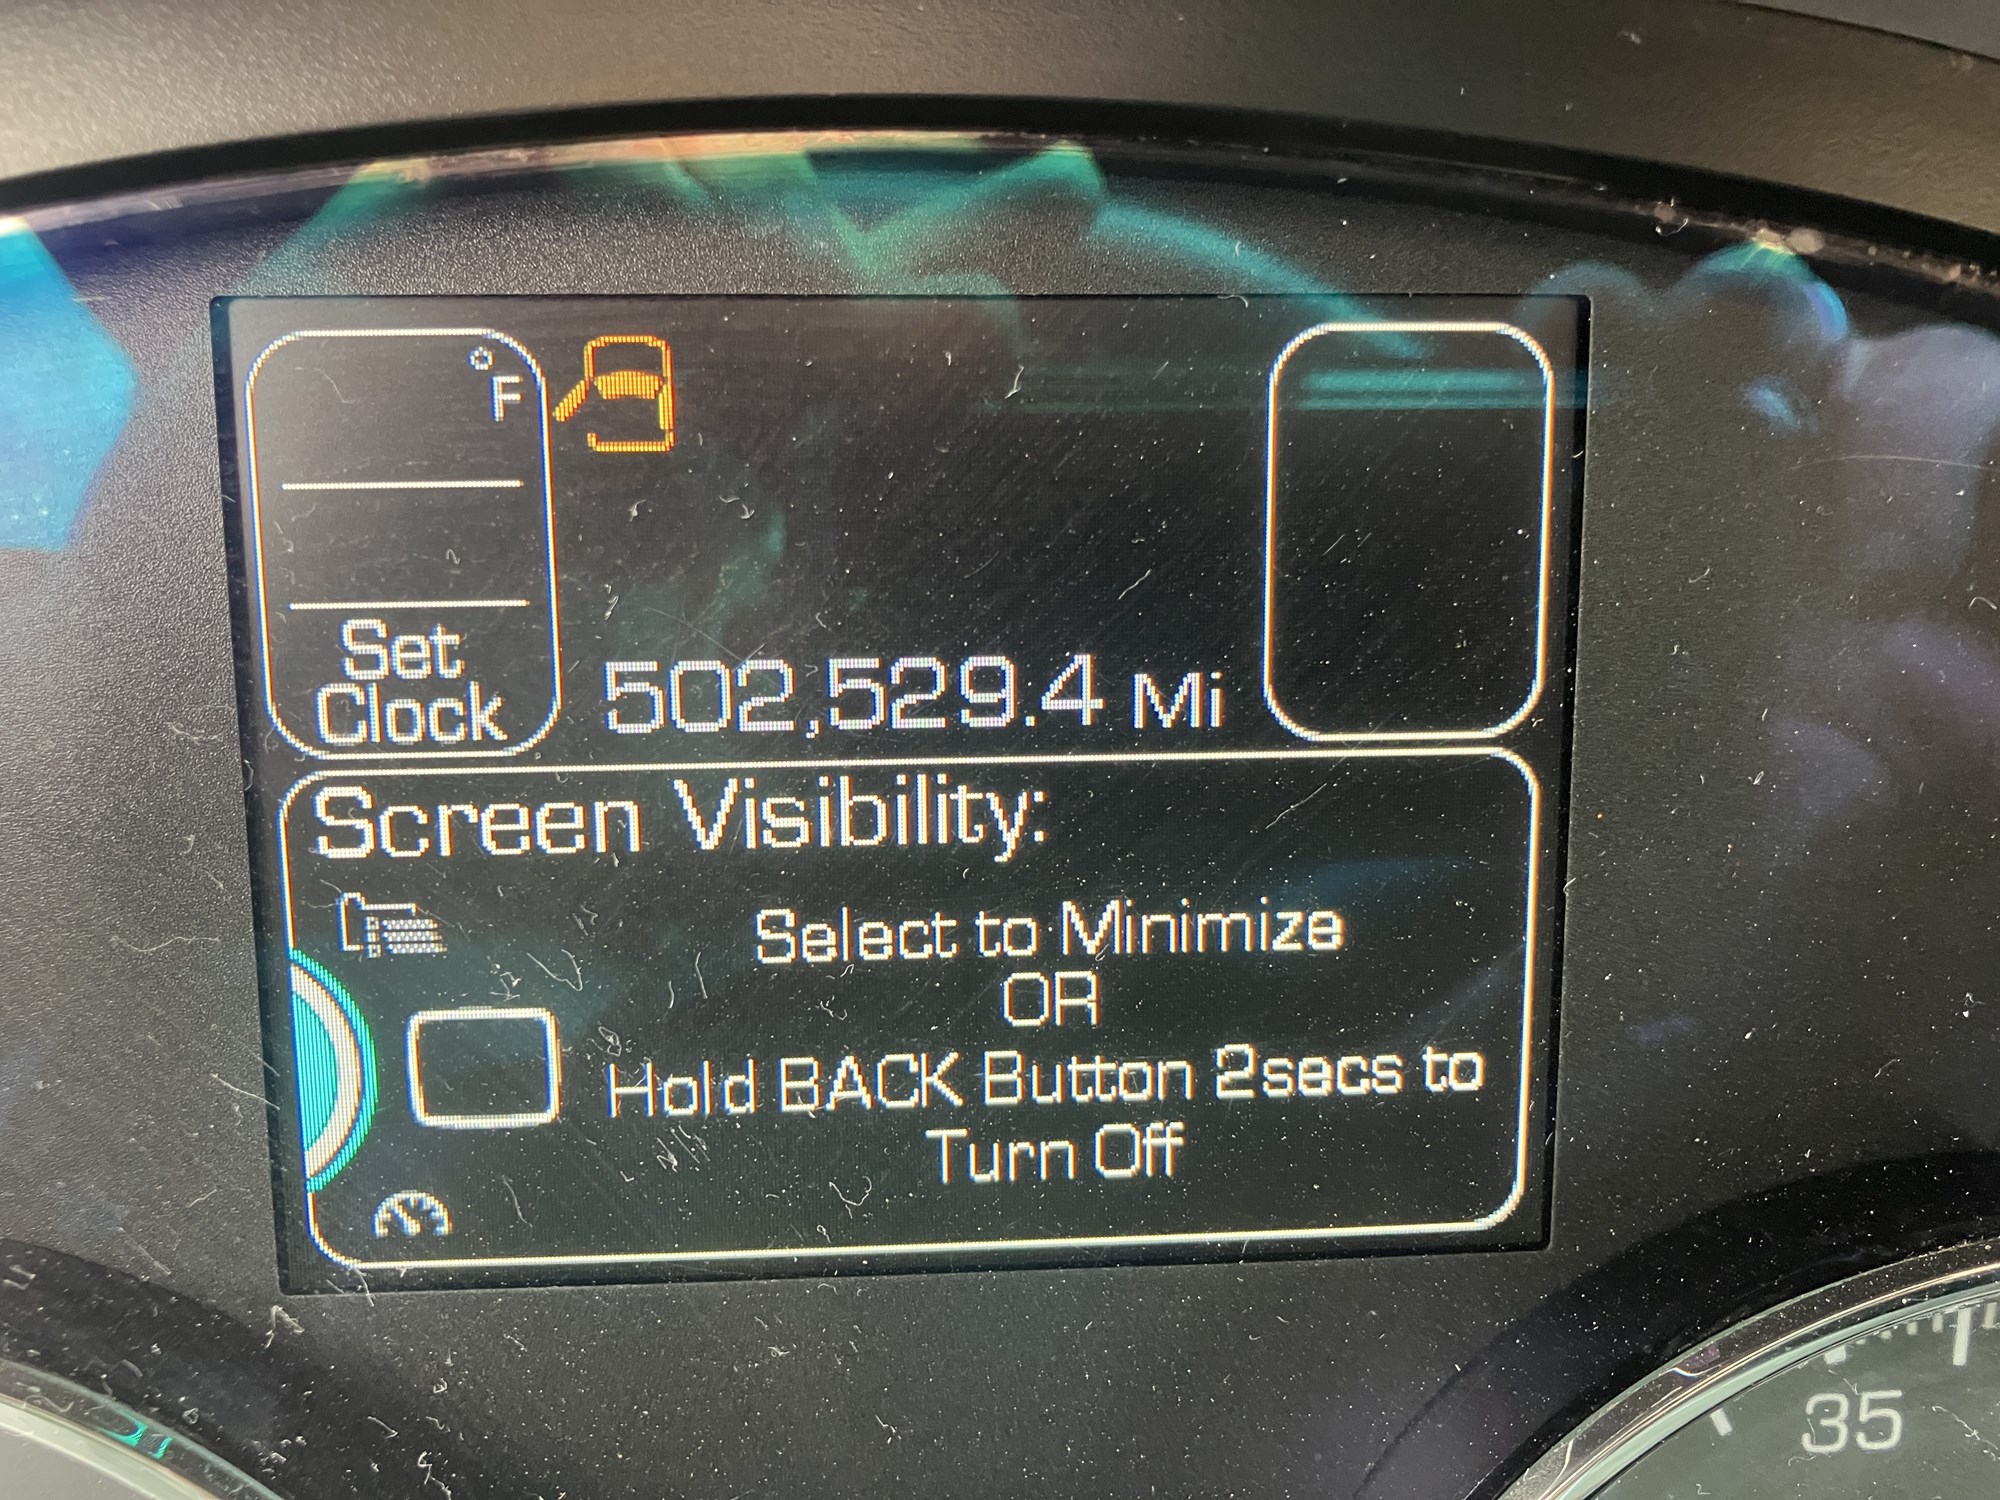 °F
Set
Clock
502,529.4 Mi
Screen Visibility:
Select to Minimize
OR
Hold BACK Button 2secs to
Turn Off
35